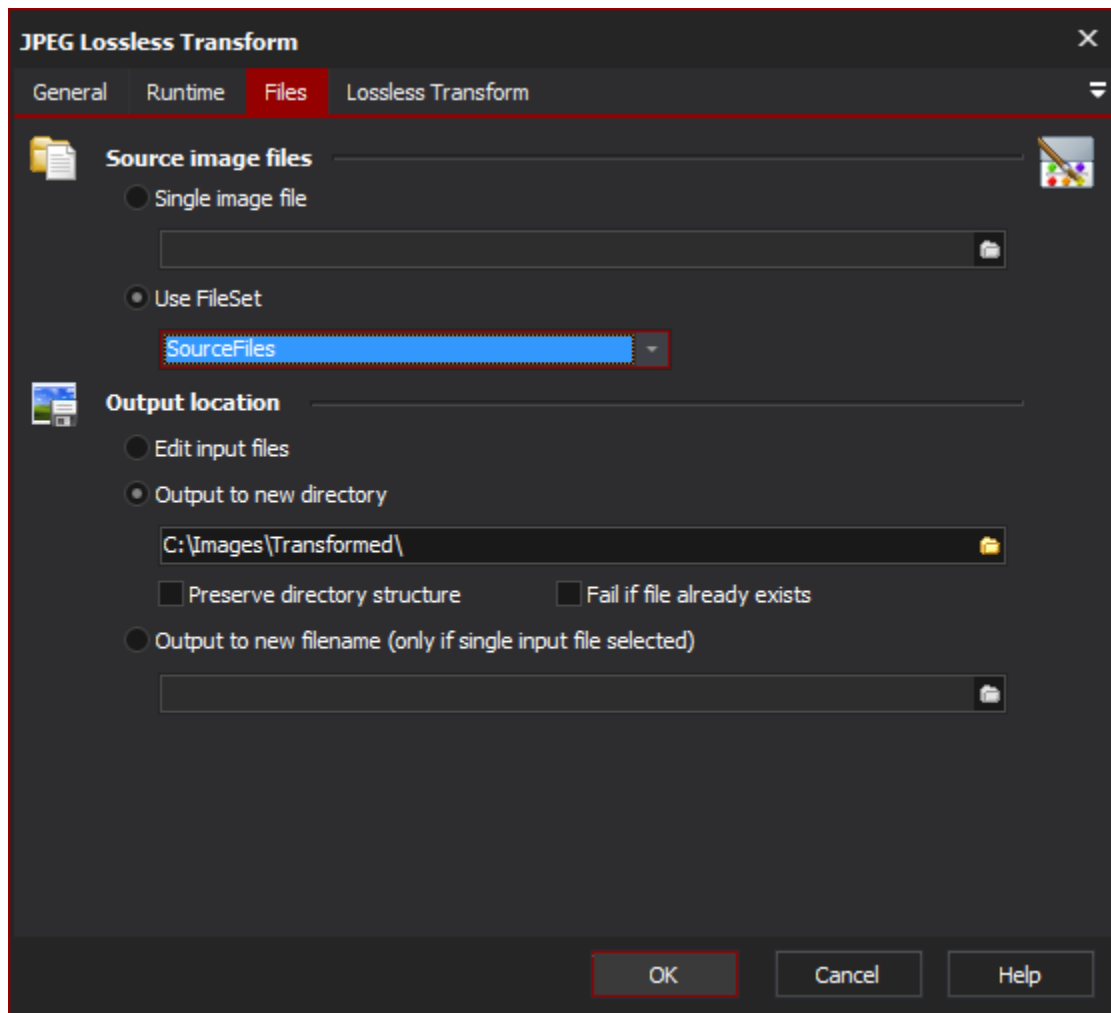 JPEG Lossless Transform
General Runtime Files Lossless Transform
Source image files
Single image file
Use FileSet
SourceFiles
Output location
Edit input files
Output to new directory
C:\Images\Transformed\
Preserve directory structure Fail if file already exists
Output to new filename (only if single input file selected)
OK Cancel Help